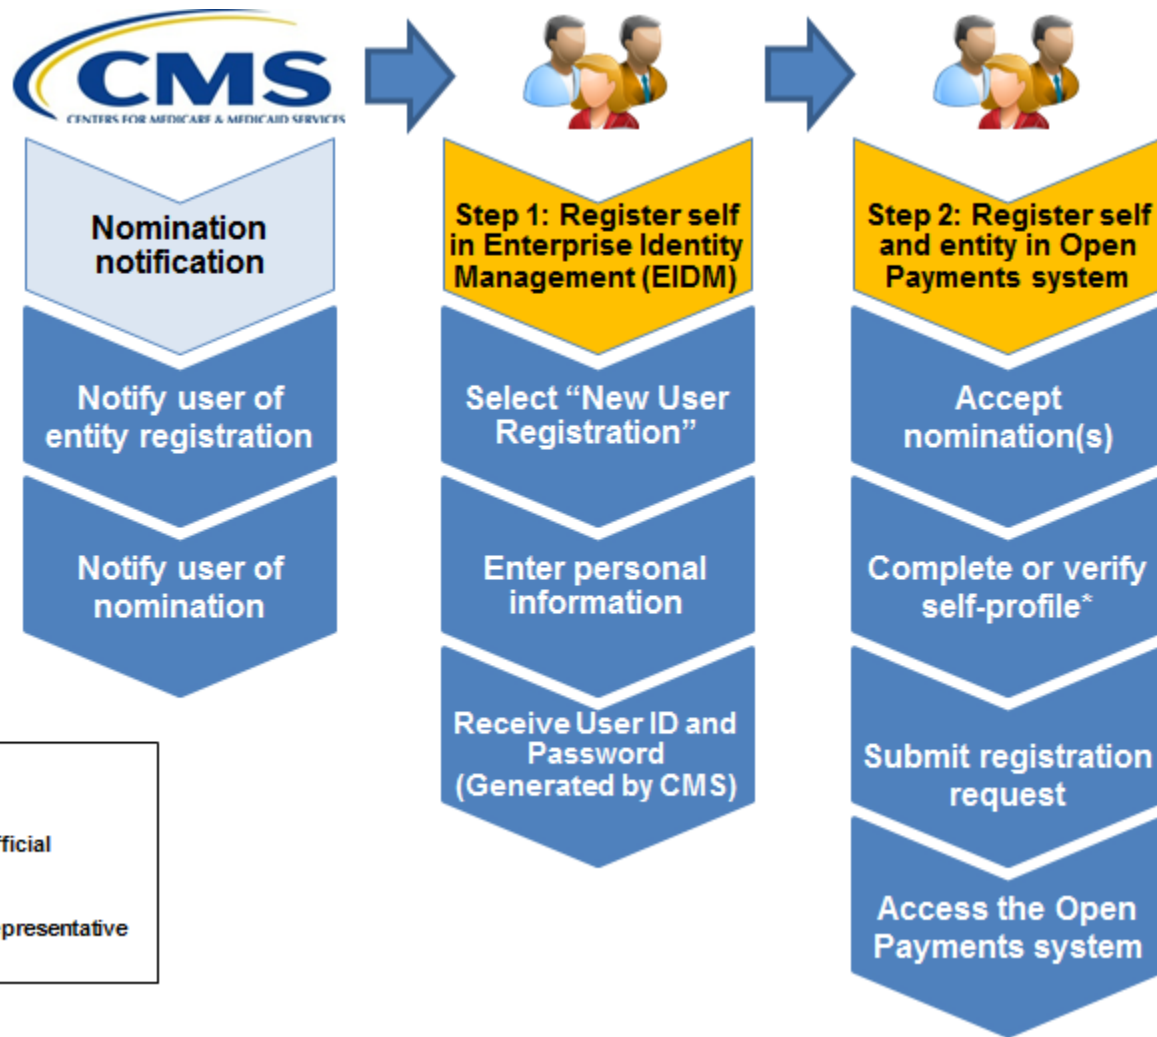 CMS
CENTERS FOR MEDICARE & MEDICAID SERVICES
Nomination
notification
Notify user of
entity registration
Notify user of
nomination
Step 1: Register self
in Enterprise Identity
Management (EIDM)
Select “New User
Registration”
Enter personal
information
Receive User ID and
Password
(Generated by CMS)
Step 2: Register self
and entity in Open
Payments system
Accept
nomination(s)
Complete or verify
self-profile*
Submit registration
request
Access the Open
Payments system